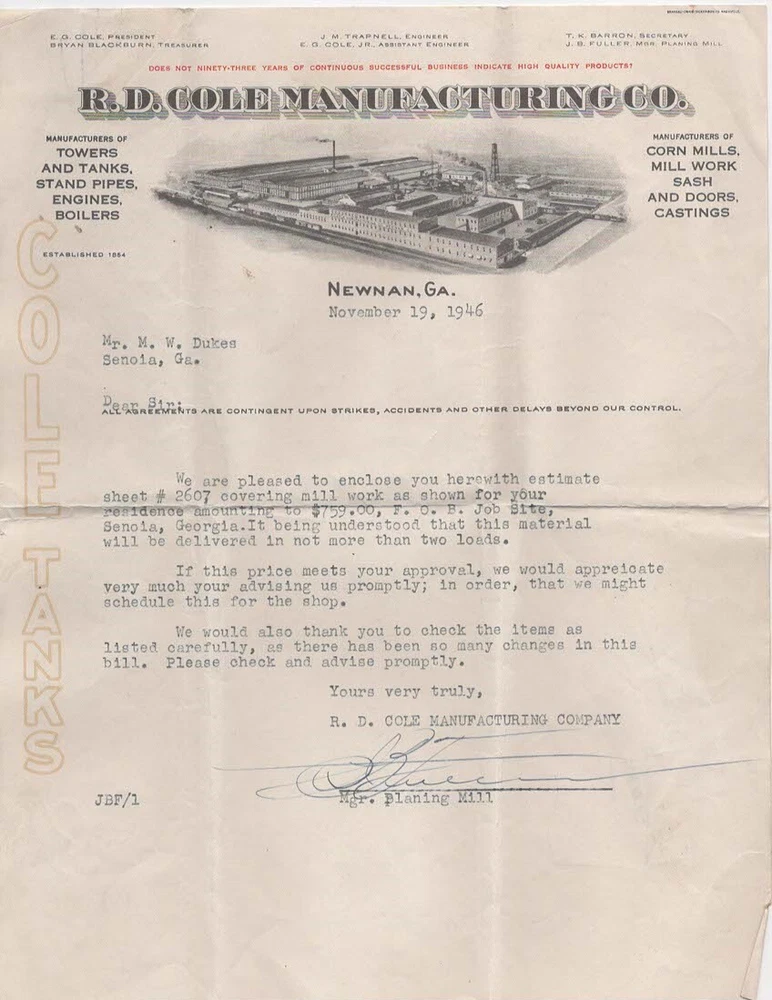 E. G. COLE, PRESIDENT
BRYAN BLACKBURN, TREASURER
J. M. TRAPNELL, ENGINEER
E. G. COLE, JR., ASSISTANT ENGINEER
T. K. BARRON, SECRETARY
J. B. FULLER, MGR. PLANING MILL
DOES NOT NINETY-THREE YEARS OF CONTINUOUS SUCCESSFUL BUSINESS INDICATE HIGH QUALITY PRODUCTS?
R. D. COLE MANUFACTURING CO.
MANUFACTURERS OF
TOWERS
AND TANKS,
STAND PIPES,
ENGINES,
BOILERS
ESTABLISHED 1854
MANUFACTURERS OF
CORN MILLS,
MILL WORK
SASH
AND DOORS,
CASTINGS
COLE TANKS
NEWNAN, GA.
November 19, 1946
Mr. M. W. Dukes
Senoia, Ga.
Dear Sir:
ALL AGREEMENTS ARE CONTINGENT UPON STRIKES, ACCIDENTS AND OTHER DELAYS BEYOND OUR CONTROL.
We are pleased to enclose you herewith estimate
sheet # 2607 covering mill work as shown for your
residence amounting to $759.00, F. O. B. Job Site,
Senoia, Georgia.It being understood that this material
will be delivered in not more than two loads.
If this price meets your approval, we would appreicate
very much your advising us promptly; in order, that we might
schedule this for the shop.
We would also thank you to check the items as
listed carefully, as there has been so many changes in this
bill. Please check and advise promptly.
Yours very truly,
R. D. COLE MANUFACTURING COMPANY
Mgr. Planing Mill
JBF/1